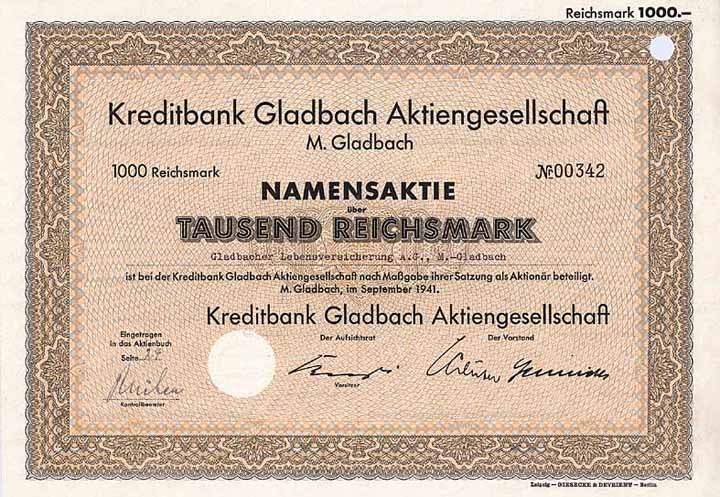 Reichsmark 1000.—
Kreditbank Gladbach Aktiengesellschaft
M. Gladbach
1000 Reichsmark № 00342
NAMENSAKTIE
über
TAUSEND REICHSMARK
Gladbacher Lebensversicherung A.G., M.-Gladbach
ist bei der Kreditbank Gladbach Aktiengesellschaft nach Maßgabe ihrer Satzung als Aktionär beteiligt.
M. Gladbach, im September 1941.
Kreditbank Gladbach Aktiengesellschaft
Der Aufsichtsrat Der Vorstand
Eingetragen
in das Aktienbuch
Seite
Vorsitzer
Kontrollbeamter
Leipzig — GIESECKE & DEVRIENT — Berlin